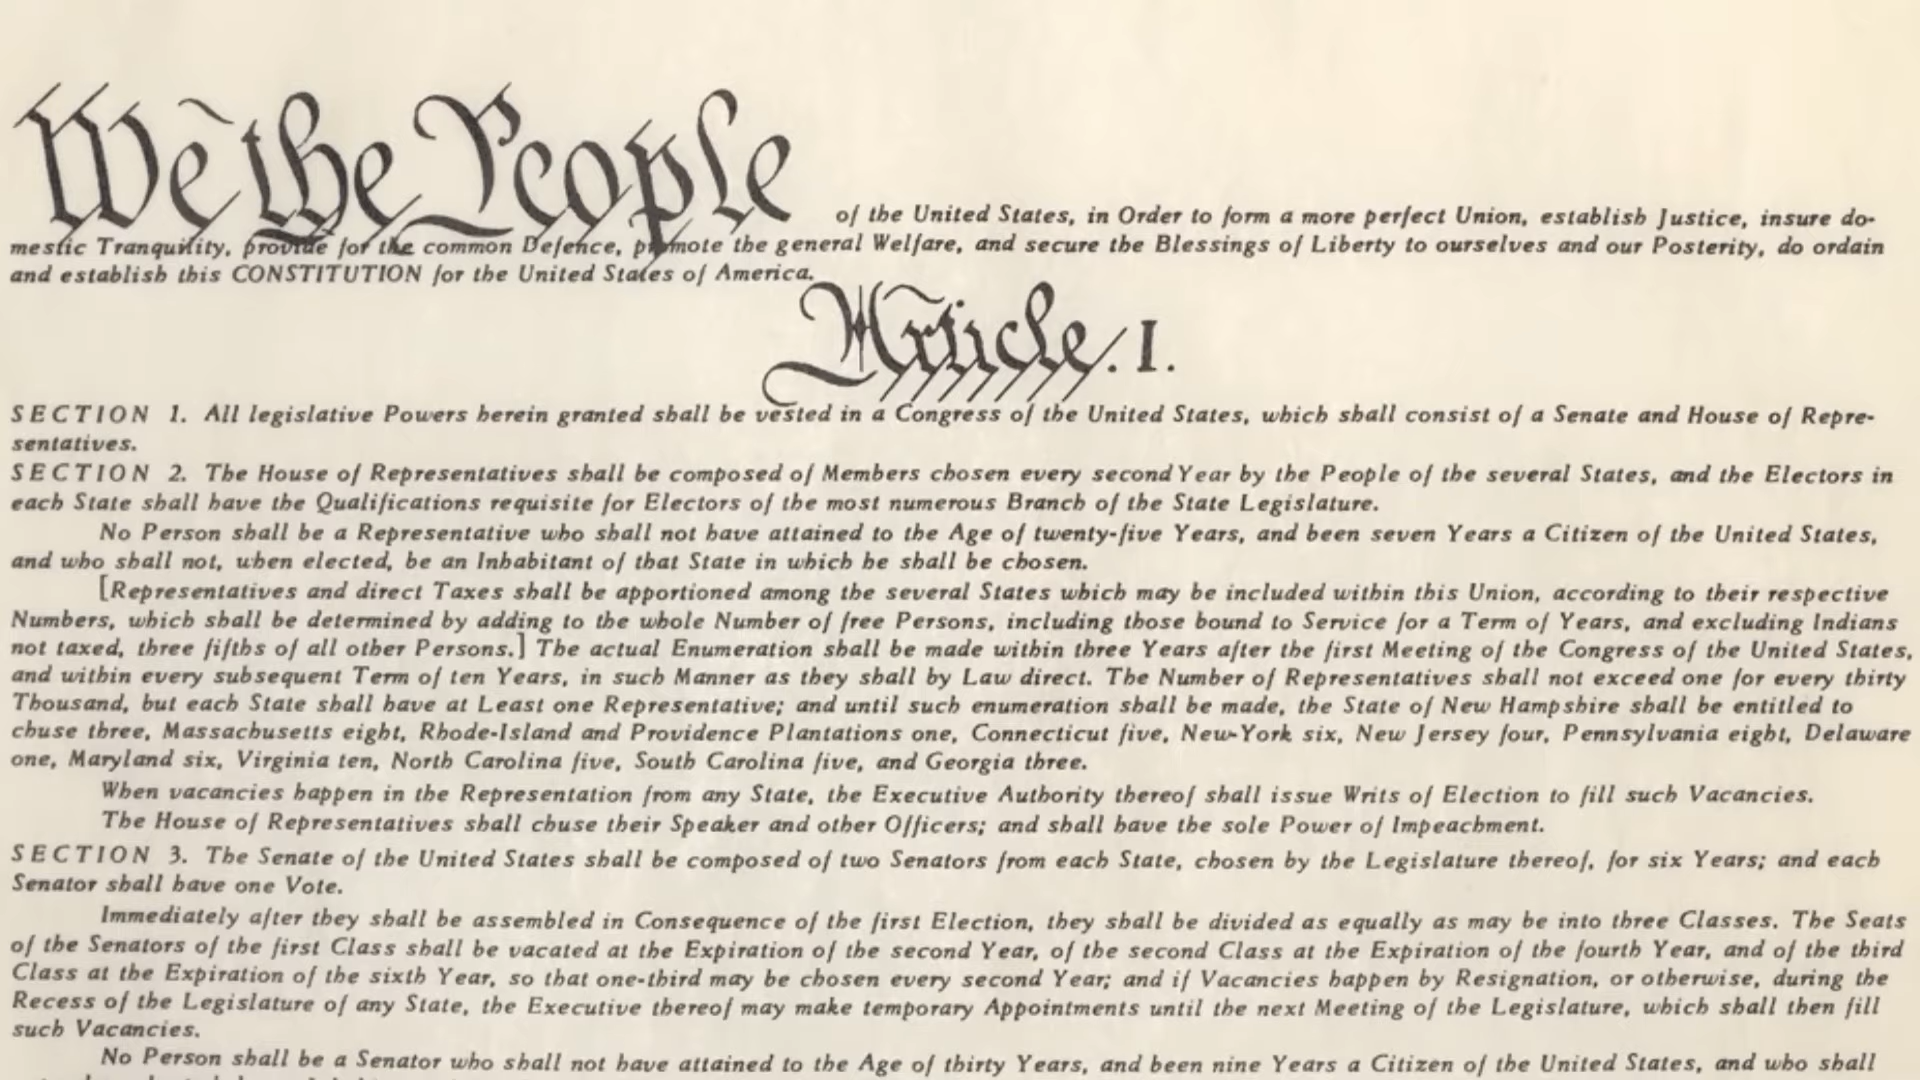 We the People of the United States, in Order to form a more perfect Union, establish Justice, insure do-
mestic Tranquility, provide for the common Defence, promote the general Welfare, and secure the Blessings of Liberty to ourselves and our Posterity, do ordain
and establish this CONSTITUTION for the United States of America.
Article. I.
SECTION 1. All legislative Powers herein granted shall be vested in a Congress of the United States, which shall consist of a Senate and House of Repre-
sentatives.
SECTION 2. The House of Representatives shall be composed of Members chosen every second Year by the People of the several States, and the Electors in
each State shall have the Qualifications requisite for Electors of the most numerous Branch of the State Legislature.
No Person shall be a Representative who shall not have attained to the Age of twenty-five Years, and been seven Years a Citizen of the United States,
and who shall not, when elected, be an Inhabitant of that State in which he shall be chosen.
[Representatives and direct Taxes shall be apportioned among the several States which may be included within this Union, according to their respective
Numbers, which shall be determined by adding to the whole Number of free Persons, including those bound to Service for a Term of Years, and excluding Indians
not taxed, three fifths of all other Persons.] The actual Enumeration shall be made within three Years after the first Meeting of the Congress of the United States,
and within every subsequent Term of ten Years, in such Manner as they shall by Law direct. The Number of Representatives shall not exceed one for every thirty
Thousand, but each State shall have at Least one Representative; and until such enumeration shall be made, the State of New Hampshire shall be entitled to
chuse three, Massachusetts eight, Rhode-Island and Providence Plantations one, Connecticut five, New-York six, New Jersey four, Pennsylvania eight, Delaware
one, Maryland six, Virginia ten, North Carolina five, South Carolina five, and Georgia three.
When vacancies happen in the Representation from any State, the Executive Authority thereof shall issue Writs of Election to fill such Vacancies.
The House of Representatives shall chuse their Speaker and other Officers; and shall have the sole Power of Impeachment.
SECTION 3. The Senate of the United States shall be composed of two Senators from each State, chosen by the Legislature thereof, for six Years; and each
Senator shall have one Vote.
Immediately after they shall be assembled in Consequence of the first Election, they shall be divided as equally as may be into three Classes. The Seats
of the Senators of the first Class shall be vacated at the Expiration of the second Year, of the second Class at the Expiration of the fourth Year, and of the third
Class at the Expiration of the sixth Year, so that one-third may be chosen every second Year; and if Vacancies happen by Resignation, or otherwise, during the
Recess of the Legislature of any State, the Executive thereof may make temporary Appointments until the next Meeting of the Legislature, which shall then fill
such Vacancies.
No Person shall be a Senator who shall not have attained to the Age of thirty Years, and been nine Years a Citizen of the United States, and who shall